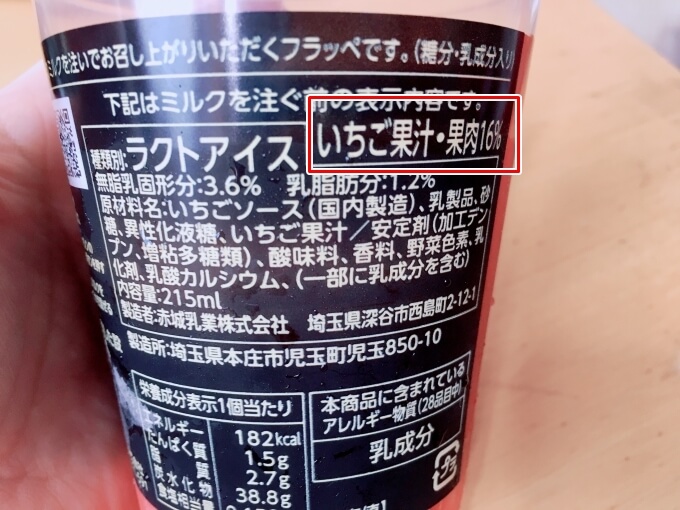 ミルクを注いでお召し上がりいただくフラッペです。(糖分・乳成分入り)
下記はミルクを注ぐ前の表示内容です。
種類別:ラクトアイス いちご果汁・果肉16%
無脂乳固形分:3.6% 乳脂肪分:1.2%
原材料名:いちごソース(国内製造)、乳製品、砂
糖、異性化液糖、いちご果汁/安定剤(加工デン
プン、増粘多糖類)、酸味料、香料、野菜色素、乳
化剤、乳酸カルシウム、(一部に乳成分を含む)
内容量:215ml
製造者:赤城乳業株式会社 埼玉県深谷市西島町2-12-1
製造所:埼玉県本庄市児玉町児玉850-10
栄養成分表示1個当たり
エネルギー 182kcal
たんぱく質 1.5g
脂質 2.7g
炭水化物 38.8g
食塩相当量
本商品に含まれている
アレルギー物質(28品目中)
乳成分
プラ